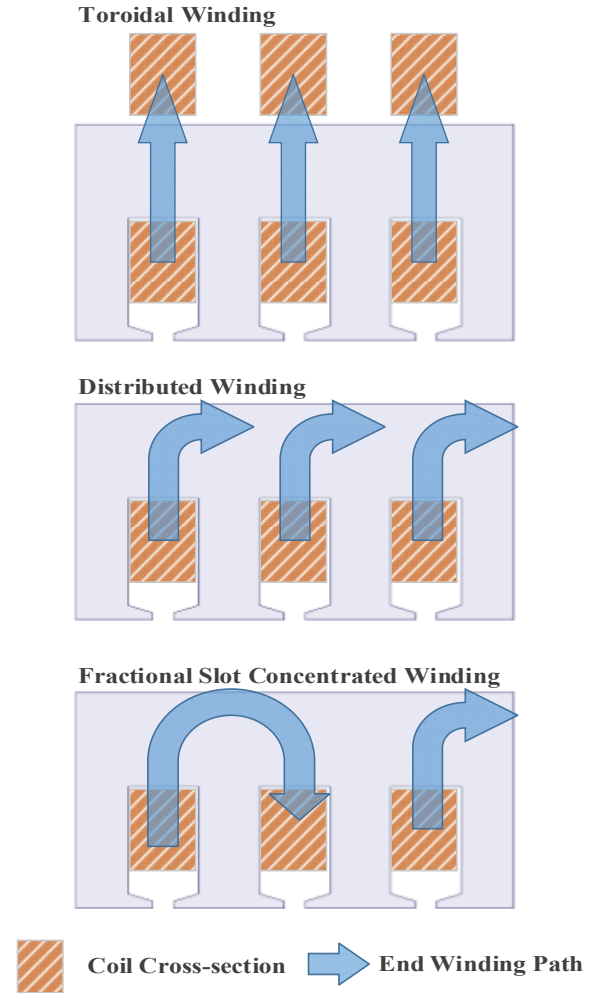 Toroidal Winding
Distributed Winding
Fractional Slot Concentrated Winding
Coil Cross-section
End Winding Path